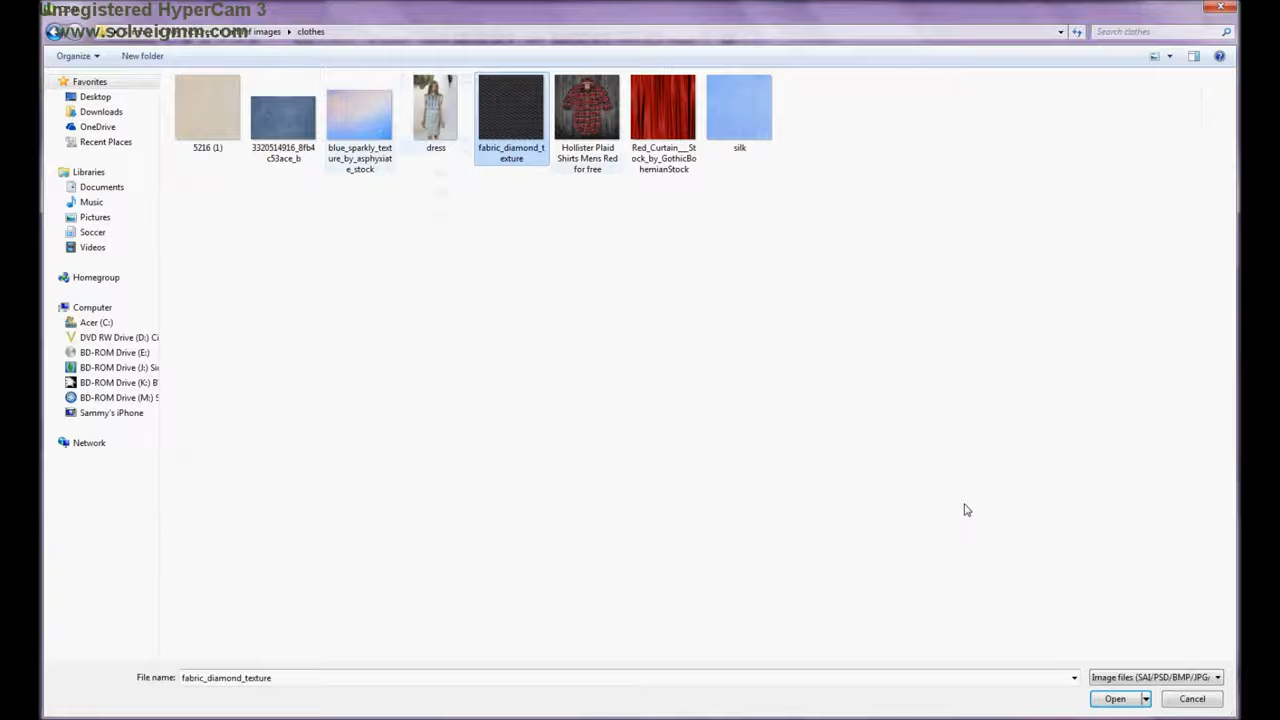 Unregistered HyperCam 3
www.solveigmm.com
images
clothes
Search clothes
Organize
New folder
Favorites
Desktop
Downloads
OneDrive
Recent Places
Libraries
Documents
Music
Pictures
Soccer
Videos
Homegroup
Computer
Acer (C:)
DVD RW Drive (D:) Ci
BD-ROM Drive (E:)
BD-ROM Drive (J:) Si
BD-ROM Drive (K:) B
BD-ROM Drive (M:) S
Sammy's iPhone
Network
5216 (1)
3320514916_8fb4
c53ace_b
blue_sparkly_text
ure_by_asphyxiat
e_stock
dress
fabric_diamond_t
exture
Hollister Plaid
Shirts Mens Red
for free
Red_Curtain___St
ock_by_GothicBo
hemianStock
silk
File name:
fabric_diamond_texture
Image files (SAI/PSD/BMP/JPG/
Open
Cancel